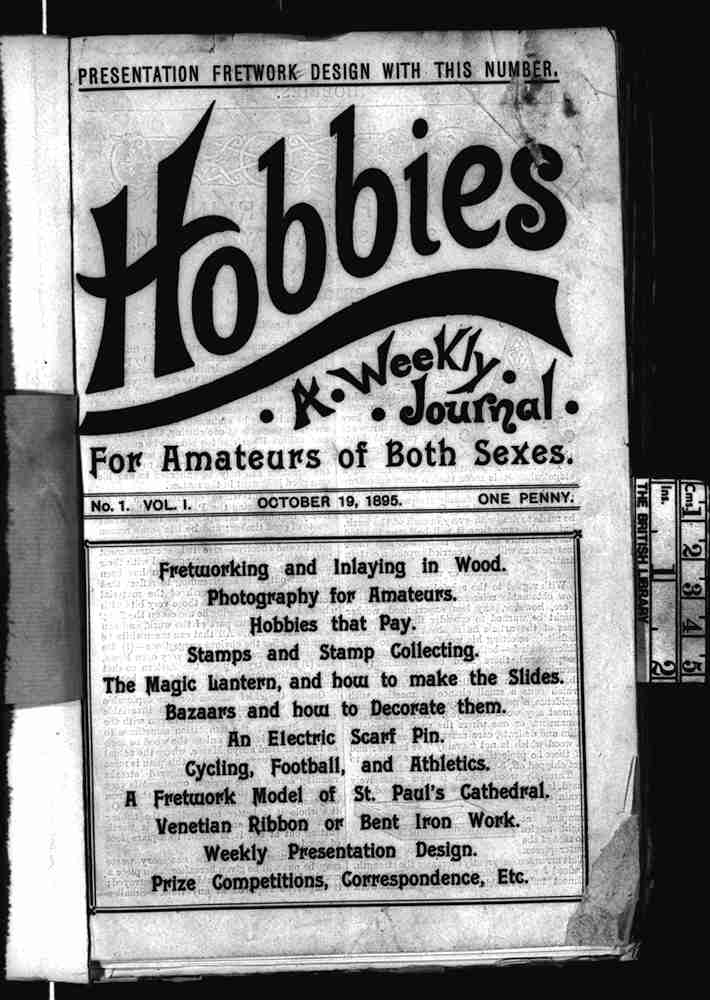 PRESENTATION FRETWORK DESIGN WITH THIS NUMBER.
Hobbies
A. Weekly.
Journal.
For Amateurs of Both Sexes.
No. 1. VOL. I. OCTOBER 19, 1895. ONE PENNY.
Fretworking and Inlaying in Wood.
Photography for Amateurs.
Hobbies that Pay.
Stamps and Stamp Collecting.
The Magic Lantern, and how to make the Slides.
Bazaars and how to Decorate them.
An Electric Scarf Pin.
Cycling, Football, and Athletics.
A Fretwork Model of St. Paul's Cathedral.
Venetian Ribbon or Bent Iron Work.
Weekly Presentation Design.
Prize Competitions, Correspondence, Etc.
Cms 1 2 3 4 5
Ins. 1 2
THE BRITISH LIBRARY